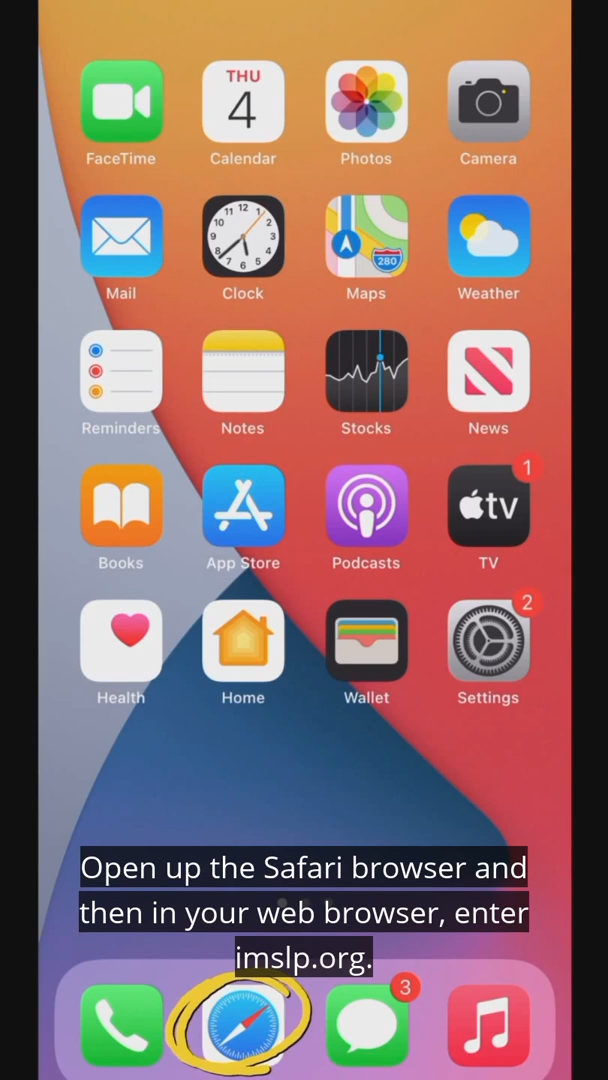 THU
4
FaceTime
Calendar
Photos
Camera
12
11
1
10
2
9
3
8
4
7
6
5
280
Mail
Clock
Maps
Weather
Reminders
Notes
Stocks
News
1
tv
Books
App Store
Podcasts
TV
2
Health
Home
Wallet
Settings
Open up the Safari browser and
then in your web browser, enter
imslp.org.
3